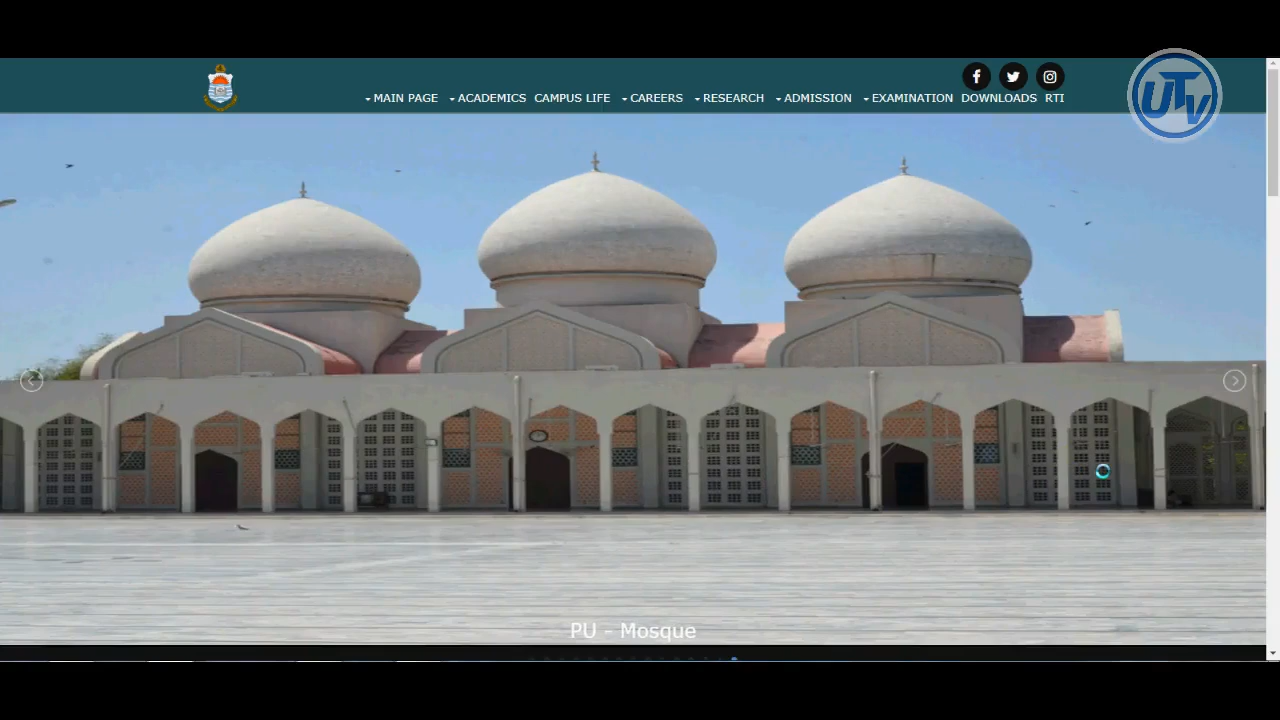 UTV
MAIN PAGE ACADEMICS CAMPUS LIFE CAREERS RESEARCH ADMISSION EXAMINATION DOWNLOADS RTI
PU - Mosque